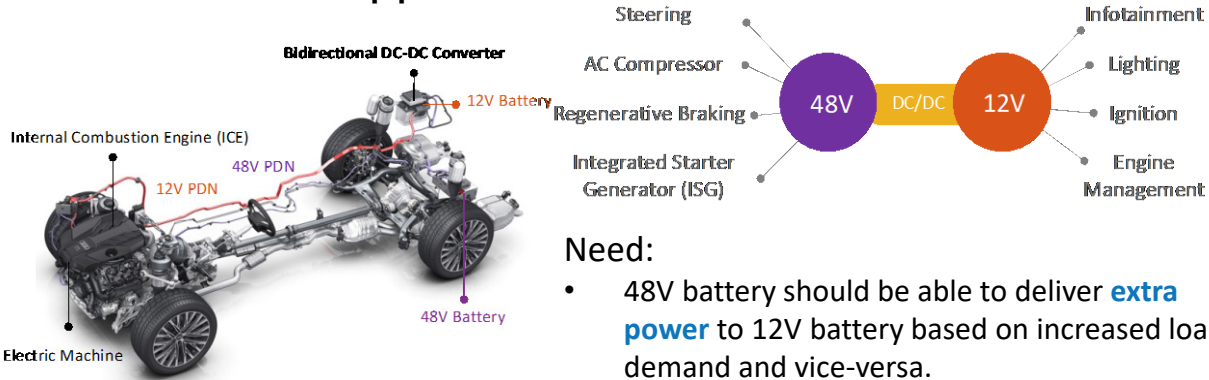 Bidirectional DC-DC Converter
12V Battery
Internal Combustion Engine (ICE)
48V PDN
12V PDN
48V Battery
Electric Machine
Steering
AC Compressor
Regenerative Braking
Integrated Starter
Generator (ISG)
48V
DC/DC
12V
Infotainment
Lighting
Ignition
Engine
Management
Need:
• 48V battery should be able to deliver extra
power to 12V battery based on increased loa
demand and vice-versa.